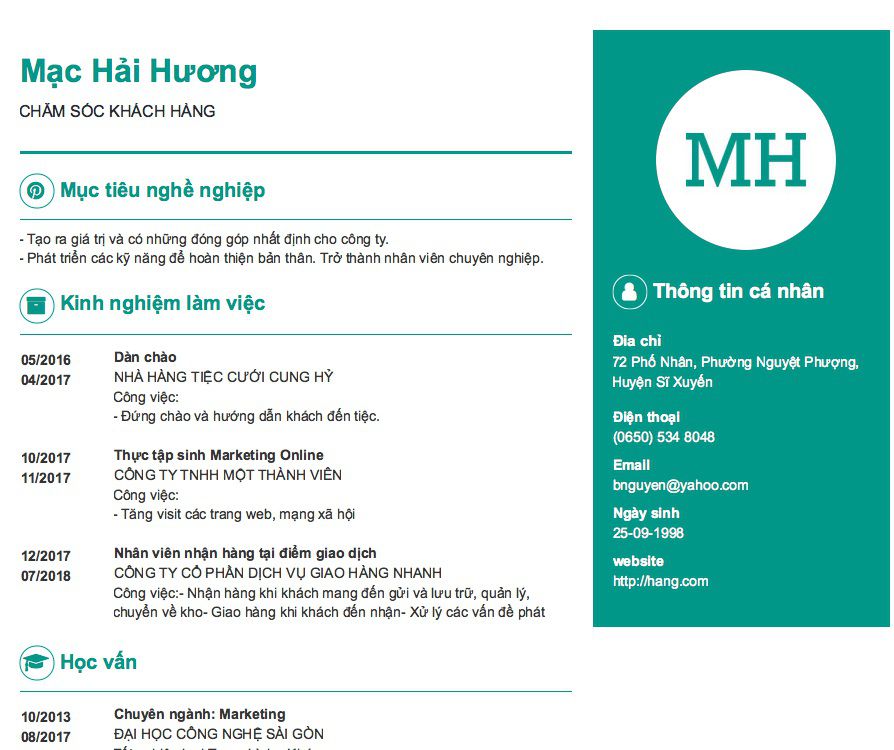 Mạc Hải Hương
CHĂM SÓC KHÁCH HÀNG
Mục tiêu nghề nghiệp
- Tạo ra giá trị và có những đóng góp nhất định cho công ty.
- Phát triển các kỹ năng để hoàn thiện bản thân. Trở thành nhân viên chuyên nghiệp.
Kinh nghiệm làm việc
05/2016
04/2017
Dàn chào
NHÀ HÀNG TIỆC CƯỚI CUNG HỶ
Công việc:
- Đứng chào và hướng dẫn khách đến tiệc.
10/2017
11/2017
Thực tập sinh Marketing Online
CÔNG TY TNHH MỘT THÀNH VIÊN
Công việc:
- Tăng visit các trang web, mạng xã hội
12/2017
07/2018
Nhân viên nhận hàng tại điểm giao dịch
CÔNG TY CỔ PHẦN DỊCH VỤ GIAO HÀNG NHANH
Công việc:- Nhận hàng khi khách mang đến gửi và lưu trữ, quản lý,
chuyển về kho- Giao hàng khi khách đến nhận- Xử lý các vấn đề phát
Học vấn
10/2013
08/2017
Chuyên ngành: Marketing
ĐẠI HỌC CÔNG NGHỆ SÀI GÒN
MH
Thông tin cá nhân
Địa chỉ
72 Phố Nhân, Phường Nguyệt Phượng,
Huyện Sĩ Xuyến
Điện thoại
(0650) 534 8048
Email
bnguyen@yahoo.com
Ngày sinh
25-09-1998
website
http://hang.com